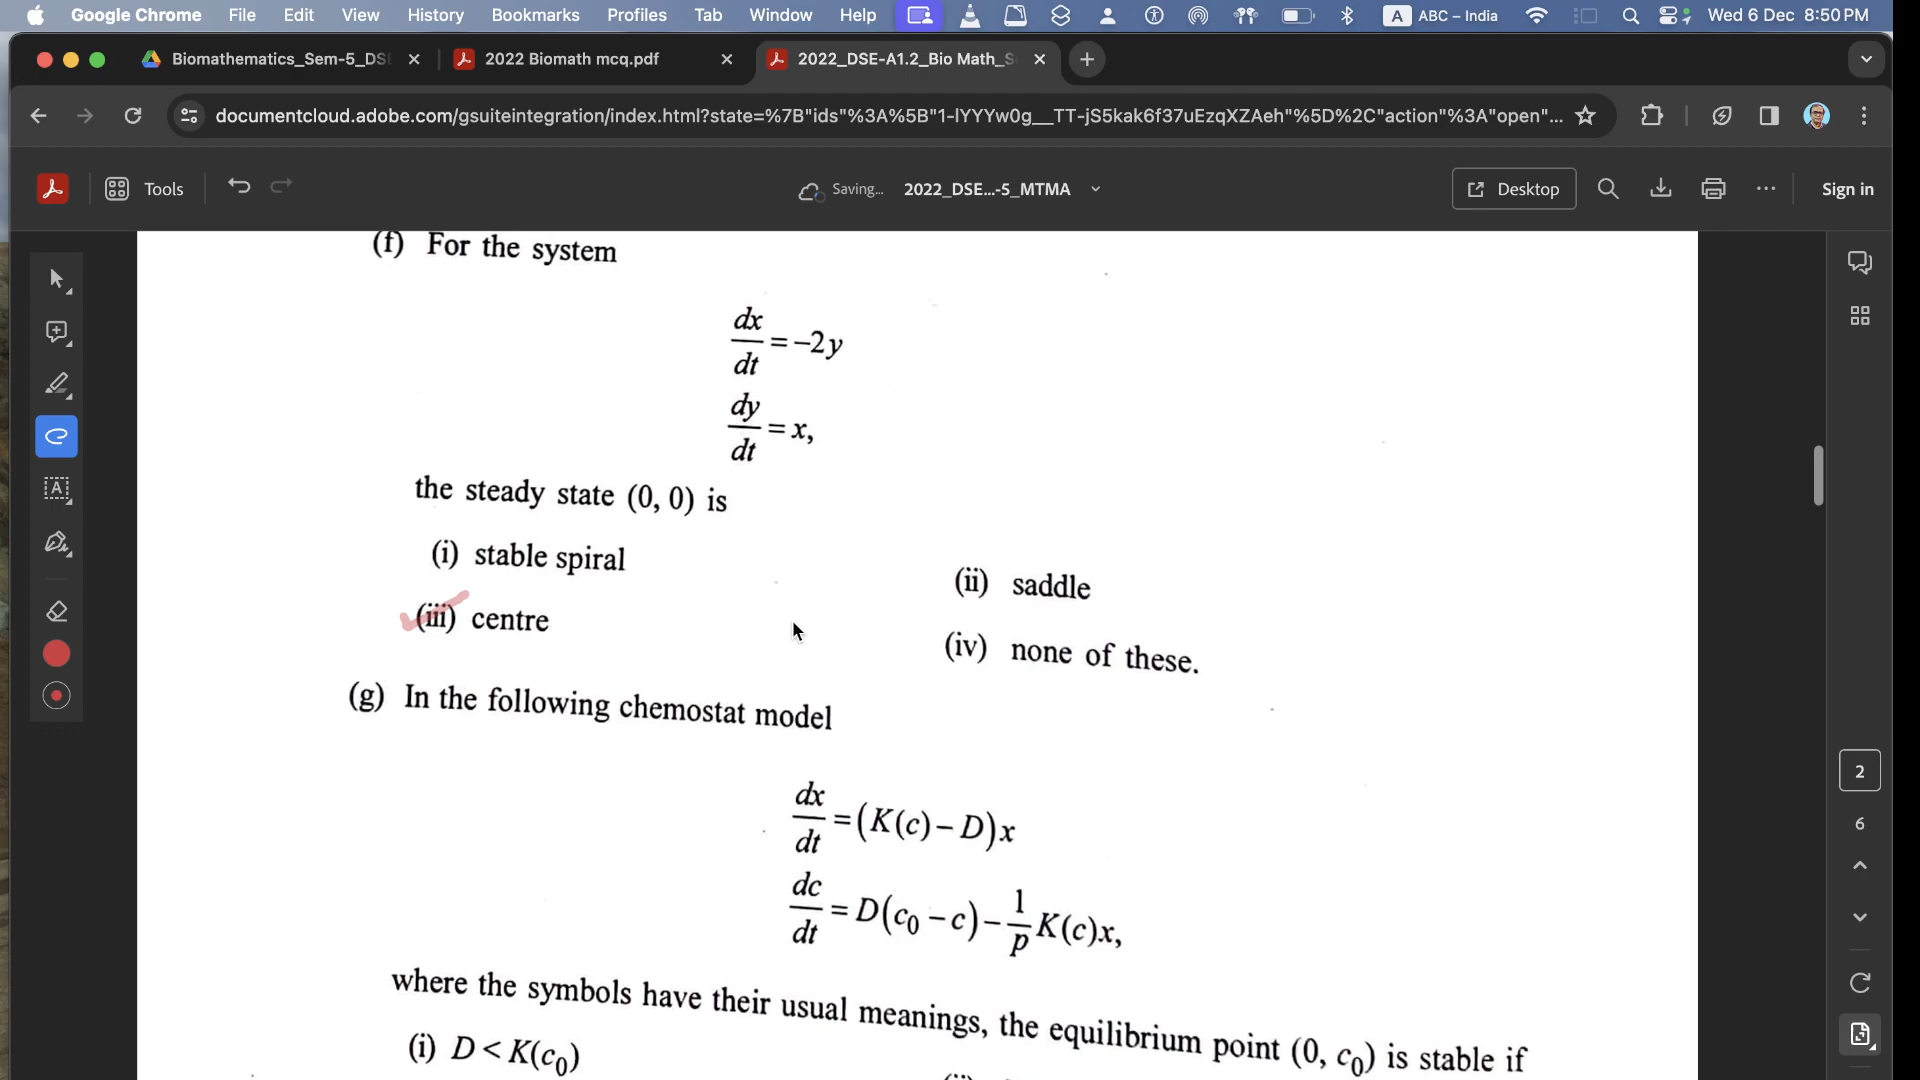 Google Chrome File Edit View History Bookmarks Profiles Tab Window Help A ABC – India Wed 6 Dec 8:50 PM
Biomathematics_Sem-5_DS 2022 Biomath mcq.pdf 2022_DSE-A1.2_Bio Math_S
documentcloud.adobe.com/gsuiteintegration/index.html?state=%7B"ids"%3A%5B"1-lYYYw0g__TT-jS5kak6f37uEzqXZAeh"%5D%2C"action"%3A"open"...
Tools Saving... 2022_DSE...-5_MTMA Desktop Sign in
(f) For the system
dx/dt = –2y
dy/dt = x,
the steady state (0, 0) is
(i) stable spiral
(ii) saddle
(iii) centre
(iv) none of these.
(g) In the following chemostat model
dx/dt = (K(c) – D)x
dc/dt = D(c₀ – c) – 1/p K(c)x,
where the symbols have their usual meanings, the equilibrium point (0, c₀) is stable if
(i) D < K(c₀)
2
6